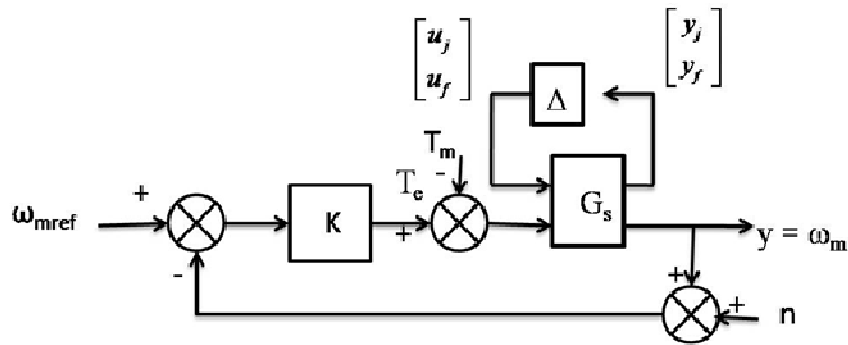 [u_j
u_f]
[y_j
y_f]
Δ
T_m
-
+
T_e
G_s
ω_mref
K
+
y = ω_m
-
+
+
n